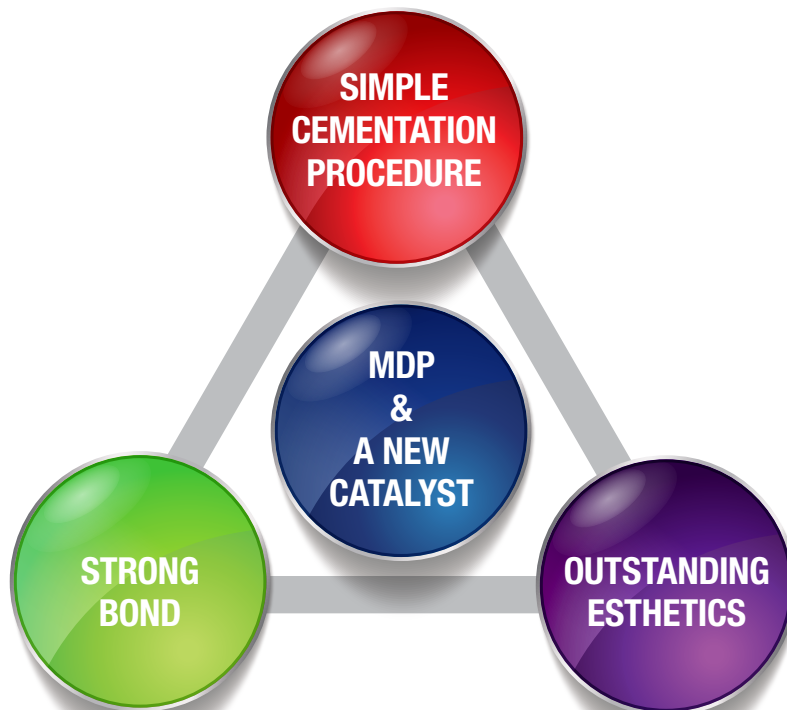 SIMPLE
CEMENTATION
PROCEDURE
MDP
&
A NEW
CATALYST
STRONG
BOND
OUTSTANDING
ESTHETICS